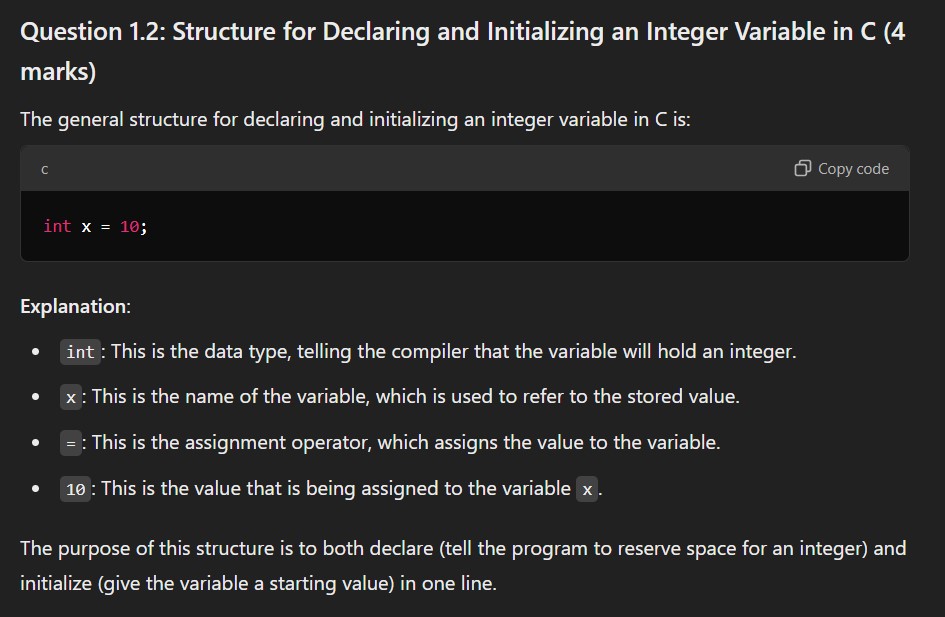 Question 1.2: Structure for Declaring and Initializing an Integer Variable in C (4
marks)
The general structure for declaring and initializing an integer variable in C is:
c
Copy code
int x = 10;
Explanation:
• int: This is the data type, telling the compiler that the variable will hold an integer.
• x: This is the name of the variable, which is used to refer to the stored value.
• =: This is the assignment operator, which assigns the value to the variable.
• 10: This is the value that is being assigned to the variable x.
The purpose of this structure is to both declare (tell the program to reserve space for an integer) and
initialize (give the variable a starting value) in one line.